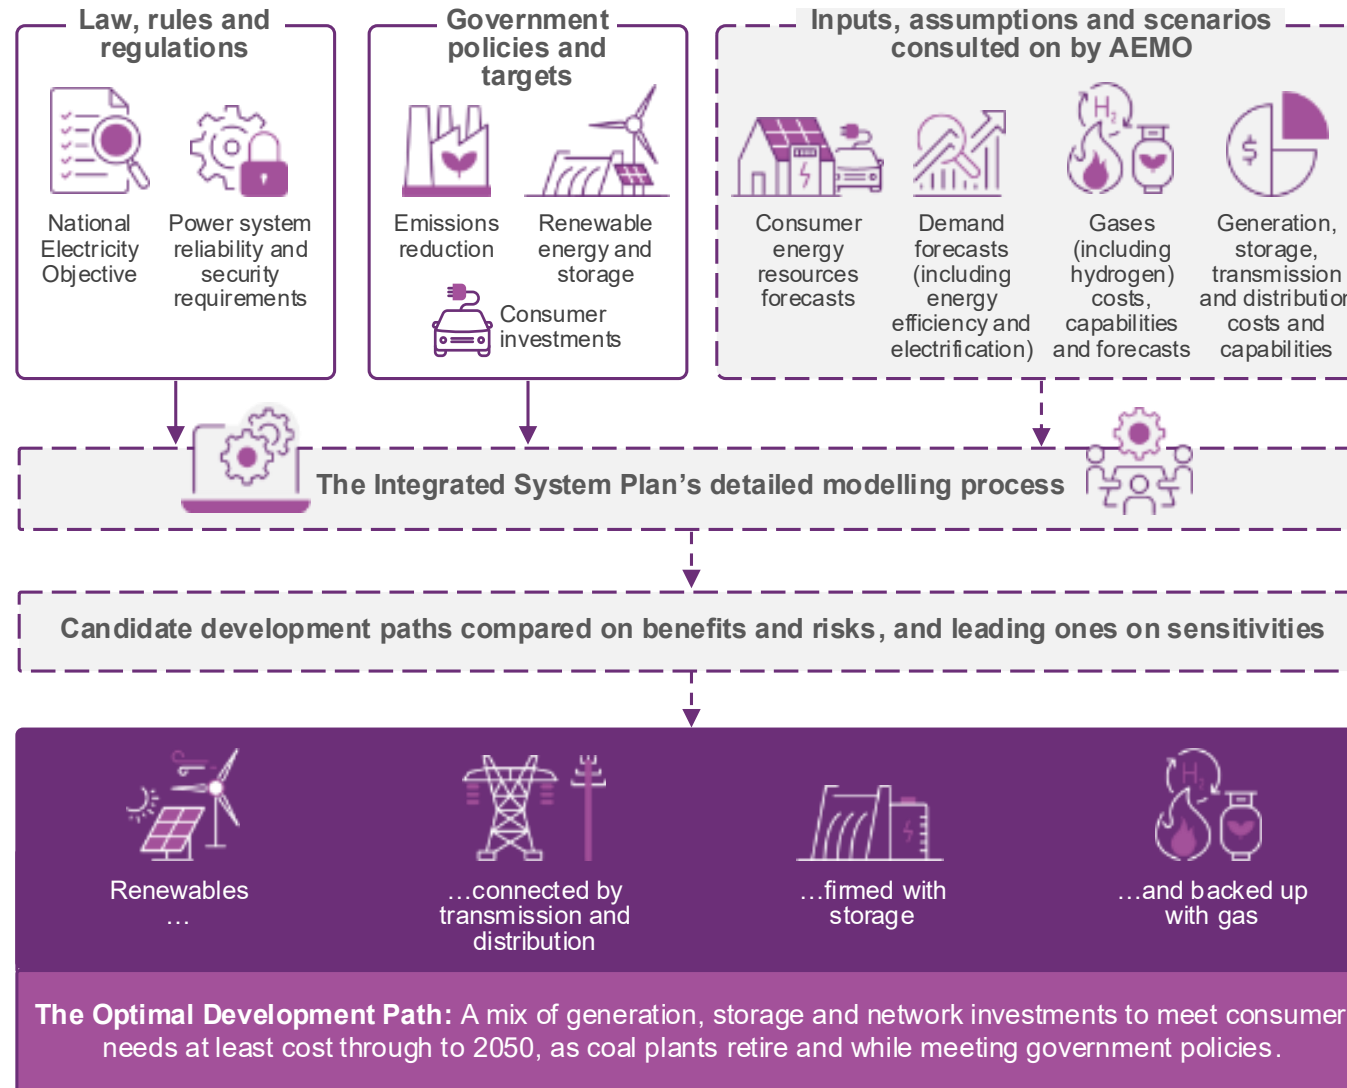 Law, rules and
regulations
National
Electricity
Objective
Power system
reliability and
security
requirements
Government
policies and
targets
Emissions
reduction
Renewable
energy and
storage
Consumer
investments
Inputs, assumptions and scenarios
consulted on by AEMO
Consumer
energy
resources
forecasts
Demand
forecasts
(including
energy
efficiency and
electrification)
H2
Gases
(including
hydrogen)
costs,
capabilities
and forecasts
$
Generation,
storage,
transmission
and distribution
costs and
capabilities
The Integrated System Plan’s detailed modelling process
Candidate development paths compared on benefits and risks, and leading ones on sensitivities
Renewables
…
…connected by
transmission and
distribution
…firmed with
storage
H2
…and backed up
with gas
The Optimal Development Path: A mix of generation, storage and network investments to meet consumer
needs at least cost through to 2050, as coal plants retire and while meeting government policies.